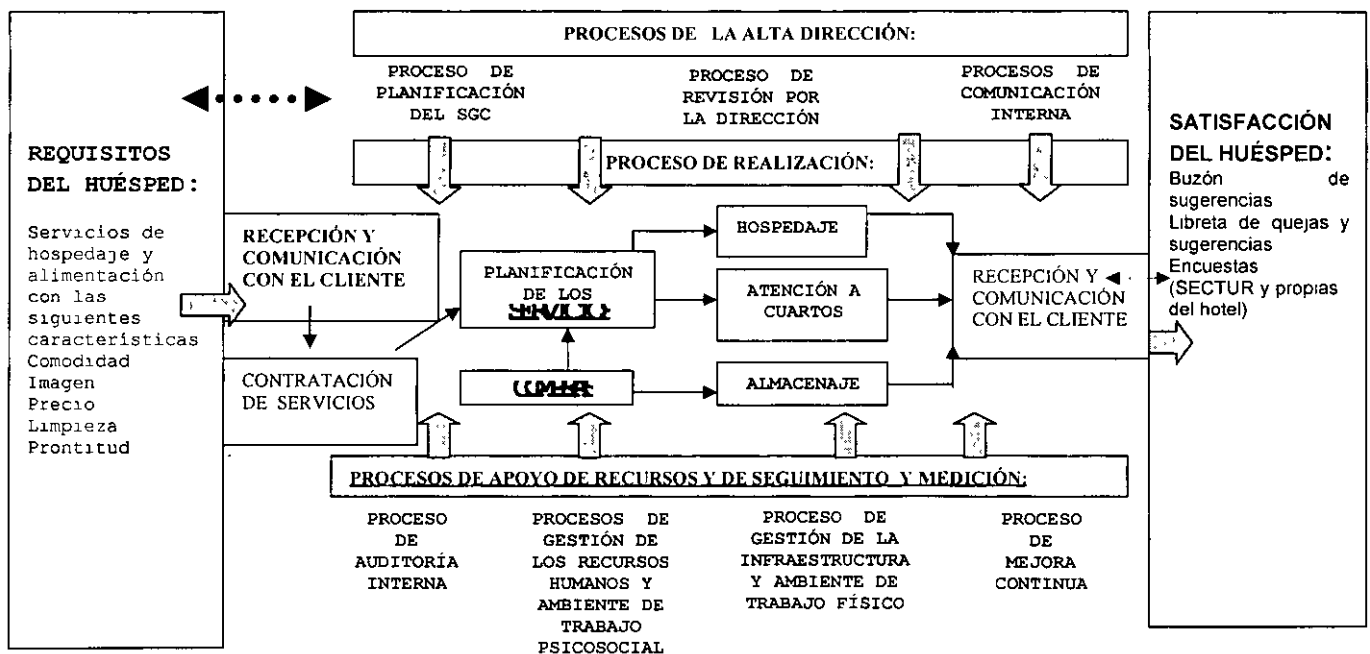 PROCESOS DE LA ALTA DIRECCIÓN:
PROCESO DE
PLANIFICACIÓN
DEL SGC
PROCESO DE
REVISIÓN POR
LA DIRECCIÓN
PROCESOS DE
COMUNICACIÓN
INTERNA
PROCESO DE REALIZACIÓN:
REQUISITOS
DEL HUÉSPED:
Servicios de
hospedaje y
alimentación
con las
siguientes
características
Comodidad
Imagen
Precio
Limpieza
Prontitud
RECEPCIÓN Y
COMUNICACIÓN
CON EL CLIENTE
CONTRATACIÓN
DE SERVICIOS
PLANIFICACIÓN
DE LOS
HOSPEDAJE
ATENCIÓN A
CUARTOS
ALMACENAJE
RECEPCIÓN Y
COMUNICACIÓN
CON EL CLIENTE
SATISFACCIÓN
DEL HUÉSPED:
Buzón de
sugerencias
Libreta de quejas y
sugerencias
Encuestas
(SECTUR y propias
del hotel)
PROCESOS DE APOYO DE RECURSOS Y DE SEGUIMIENTO Y MEDICIÓN:
PROCESO
DE
AUDITORÍA
INTERNA
PROCESOS DE
GESTIÓN DE
LOS RECURSOS
HUMANOS Y
AMBIENTE DE
TRABAJO
PSICOSOCIAL
PROCESO DE
GESTIÓN DE LA
INFRAESTRUCTURA
Y AMBIENTE DE
TRABAJO FÍSICO
PROCESO
DE
MEJORA
CONTINUA